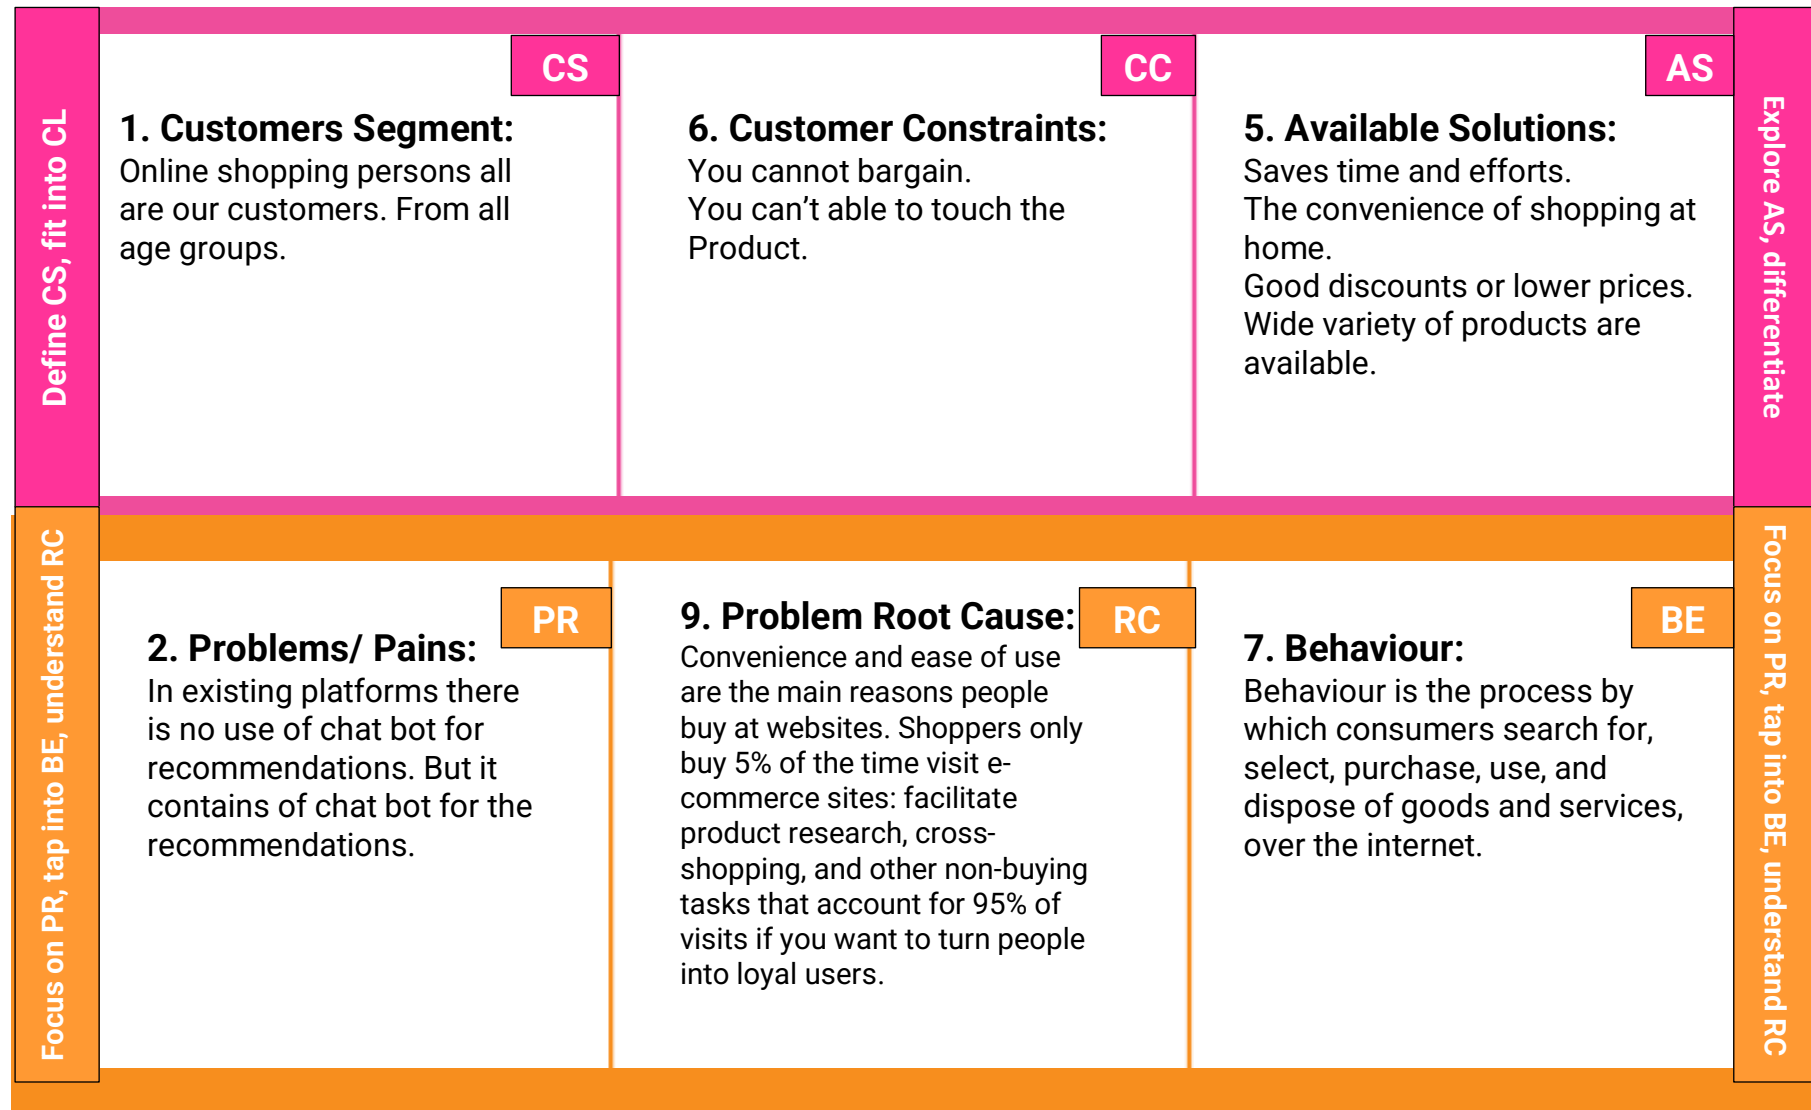 Define CS, fit into CL
CS
1. Customers Segment:
Online shopping persons all
are our customers. From all
age groups.
CC
6. Customer Constraints:
You cannot bargain.
You can’t able to touch the
Product.
AS
5. Available Solutions:
Saves time and efforts.
The convenience of shopping at
home.
Good discounts or lower prices.
Wide variety of products are
available.
Explore AS, differentiate
Focus on PR, tap into BE, understand RC
PR
2. Problems/ Pains:
In existing platforms there
is no use of chat bot for
recommendations. But it
contains of chat bot for the
recommendations.
9. Problem Root Cause:
RC
Convenience and ease of use
are the main reasons people
buy at websites. Shoppers only
buy 5% of the time visit e-
commerce sites: facilitate
product research, cross-
shopping, and other non-buying
tasks that account for 95% of
visits if you want to turn people
into loyal users.
BE
7. Behaviour:
Behaviour is the process by
which consumers search for,
select, purchase, use, and
dispose of goods and services,
over the internet.
Focus on PR, tap into BE, understand RC